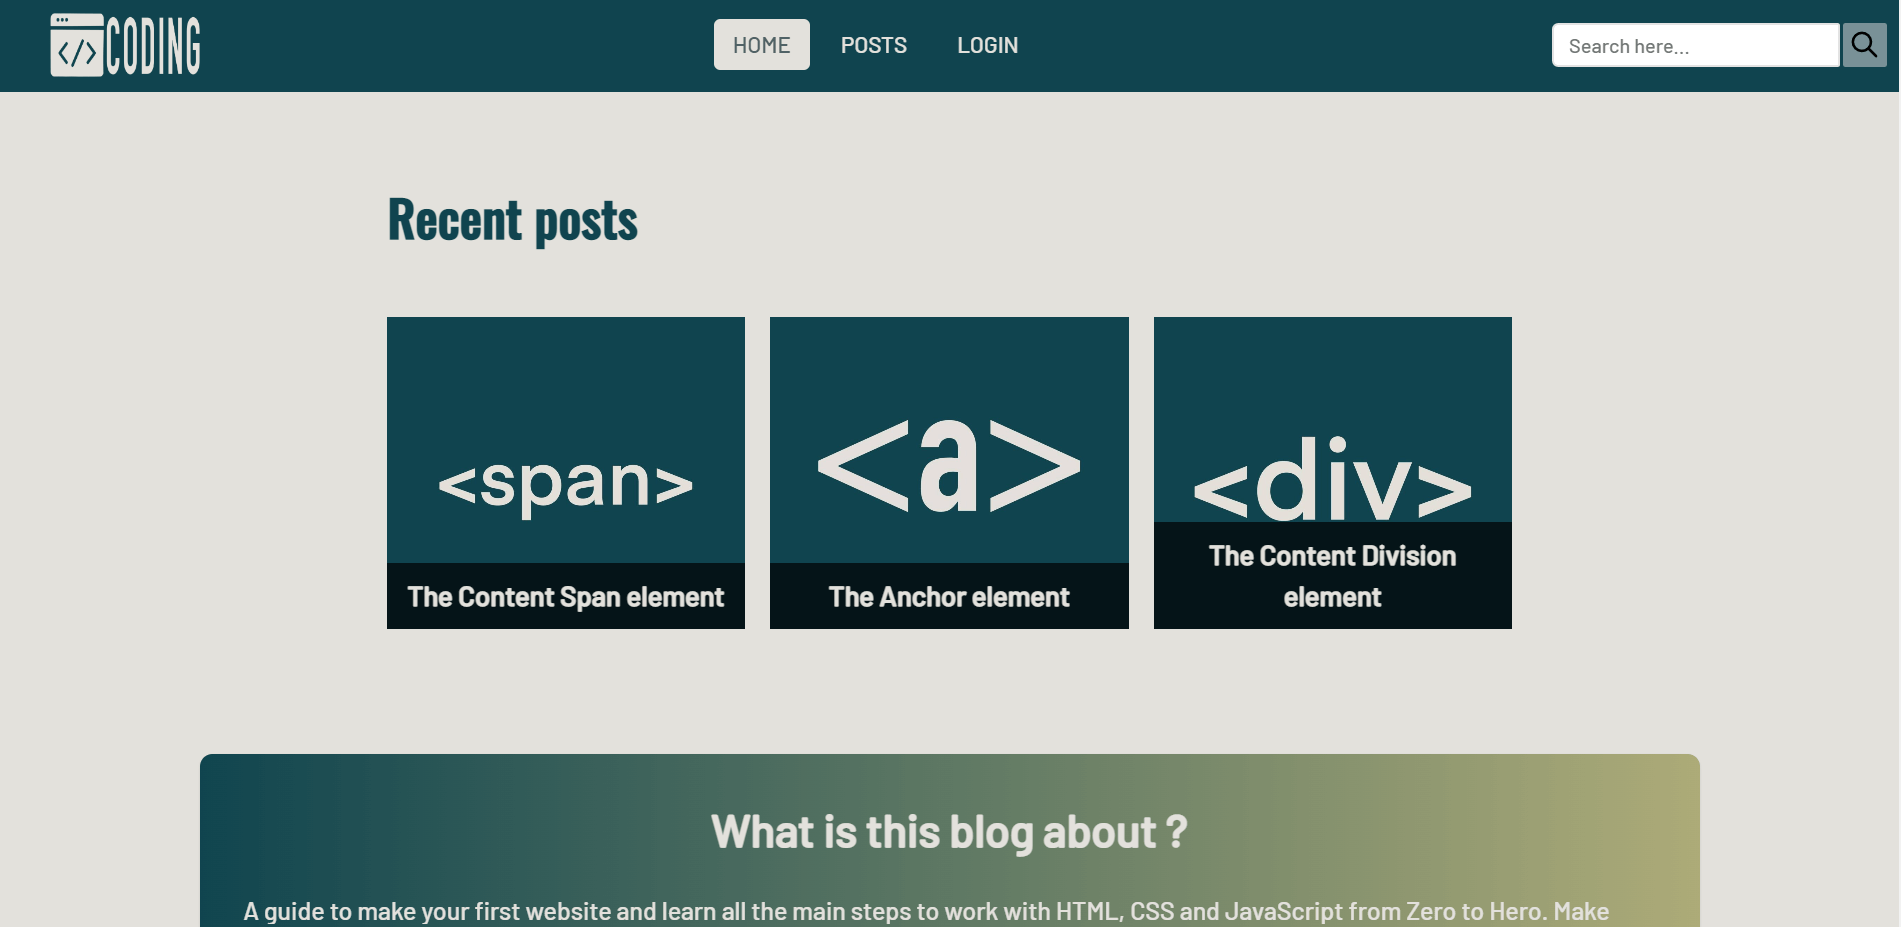 </> CODING
HOME
POSTS
LOGIN
Search here...
Recent posts
<span>
The Content Span element
<a>
The Anchor element
<div>
The Content Division
element
What is this blog about ?
A guide to make your first website and learn all the main steps to work with HTML, CSS and JavaScript from Zero to Hero. Make